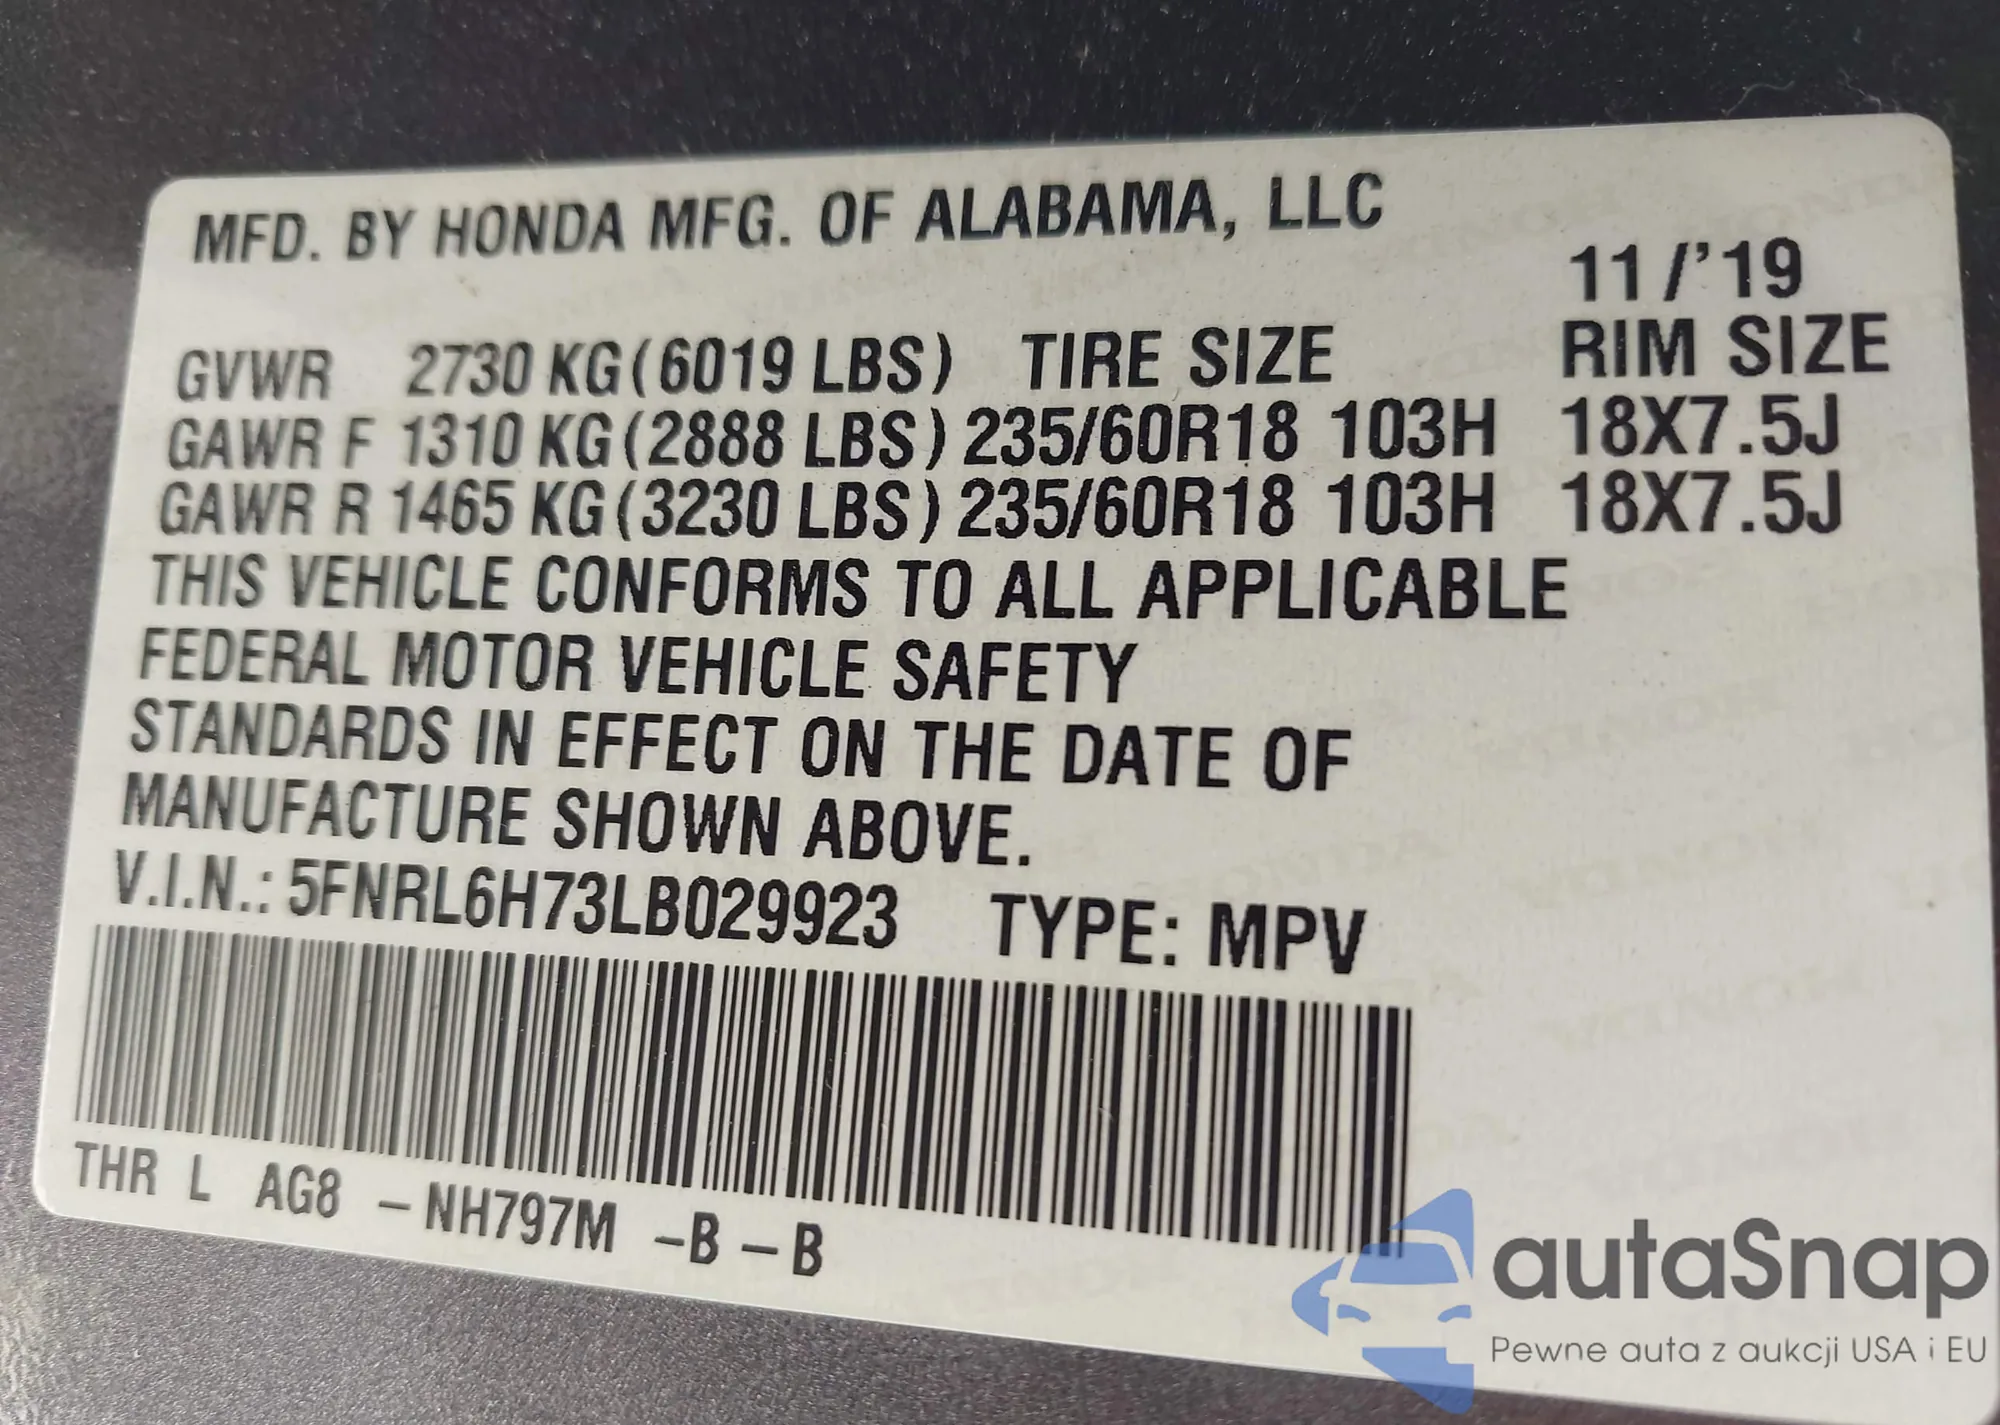 MFD. BY HONDA MFG. OF ALABAMA, LLC
11/'19
GVWR 2730 KG(6019 LBS) TIRE SIZE RIM SIZE
GAWR F 1310 KG(2888 LBS) 235/60R18 103H 18X7.5J
GAWR R 1465 KG(3230 LBS) 235/60R18 103H 18X7.5J
THIS VEHICLE CONFORMS TO ALL APPLICABLE
FEDERAL MOTOR VEHICLE SAFETY
STANDARDS IN EFFECT ON THE DATE OF
MANUFACTURE SHOWN ABOVE.
V.I.N.: 5FNRL6H73LB029923 TYPE: MPV
THR L AG8 -NH797M -B-B
autaSnap
Pewne auta z aukcji USA i EU